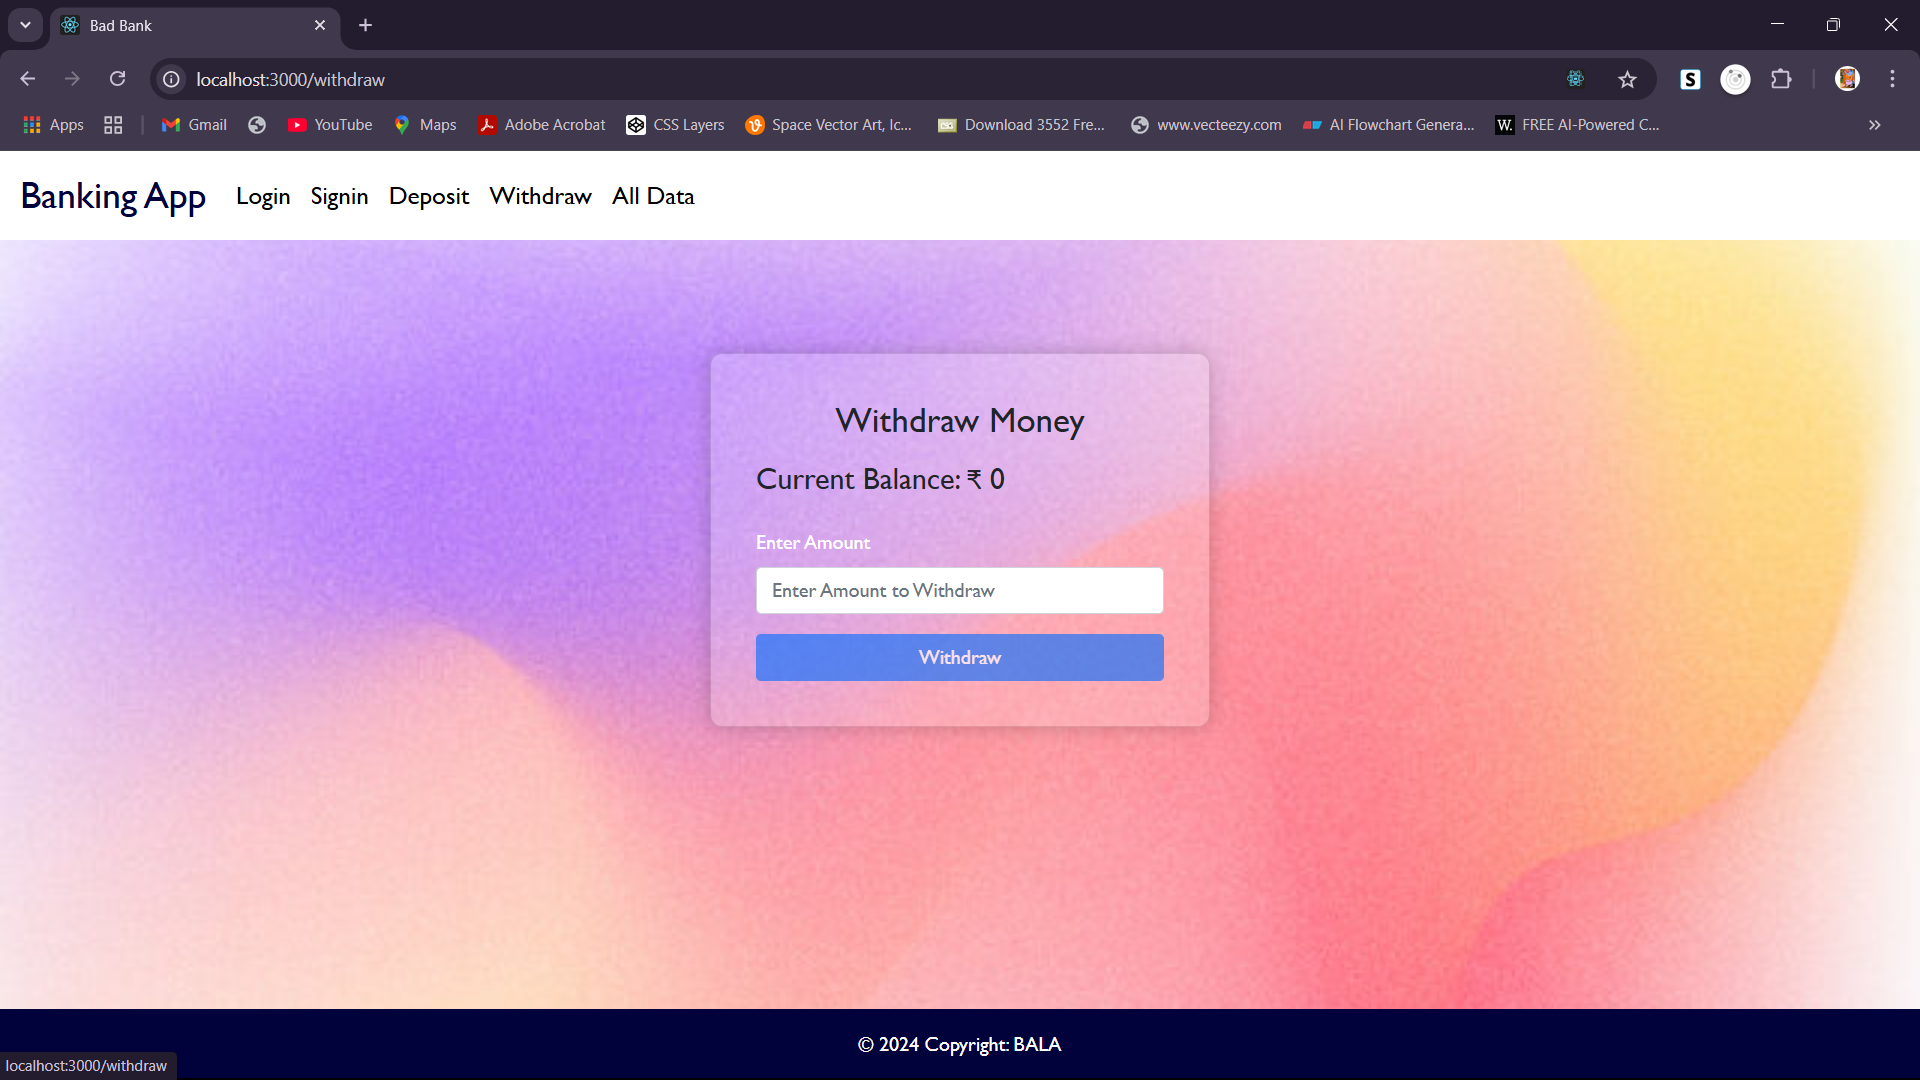 Bad Bank
localhost:3000/withdraw
Apps Gmail YouTube Maps Adobe Acrobat CSS Layers Space Vector Art, Ic... Download 3552 Fre... www.vecteezy.com AI Flowchart Genera... W. FREE AI-Powered C... »
Banking App Login Signin Deposit Withdraw All Data
Withdraw Money
Current Balance: ₹ 0
Enter Amount
Enter Amount to Withdraw
Withdraw
© 2024 Copyright: BALA
localhost:3000/withdraw